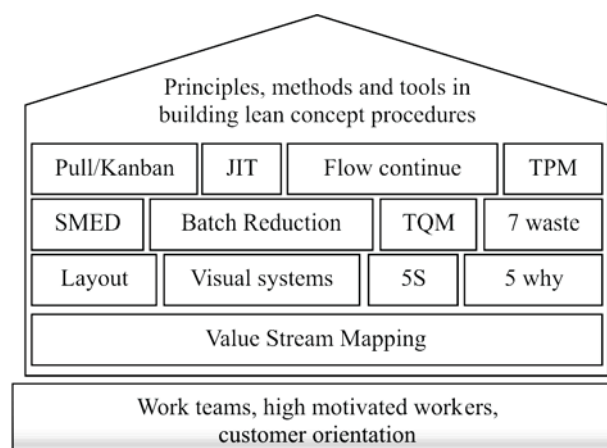 Principles, methods and tools in
building lean concept procedures
Pull/Kanban JIT Flow continue TPM
SMED Batch Reduction TQM 7 waste
Layout Visual systems 5S 5 why
Value Stream Mapping
Work teams, high motivated workers,
customer orientation